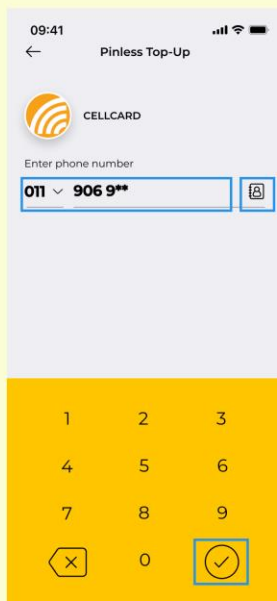 09:41
Pinless Top-Up
CELLCARD
Enter phone number
011 906 9**
1 2 3
4 5 6
7 8 9
0